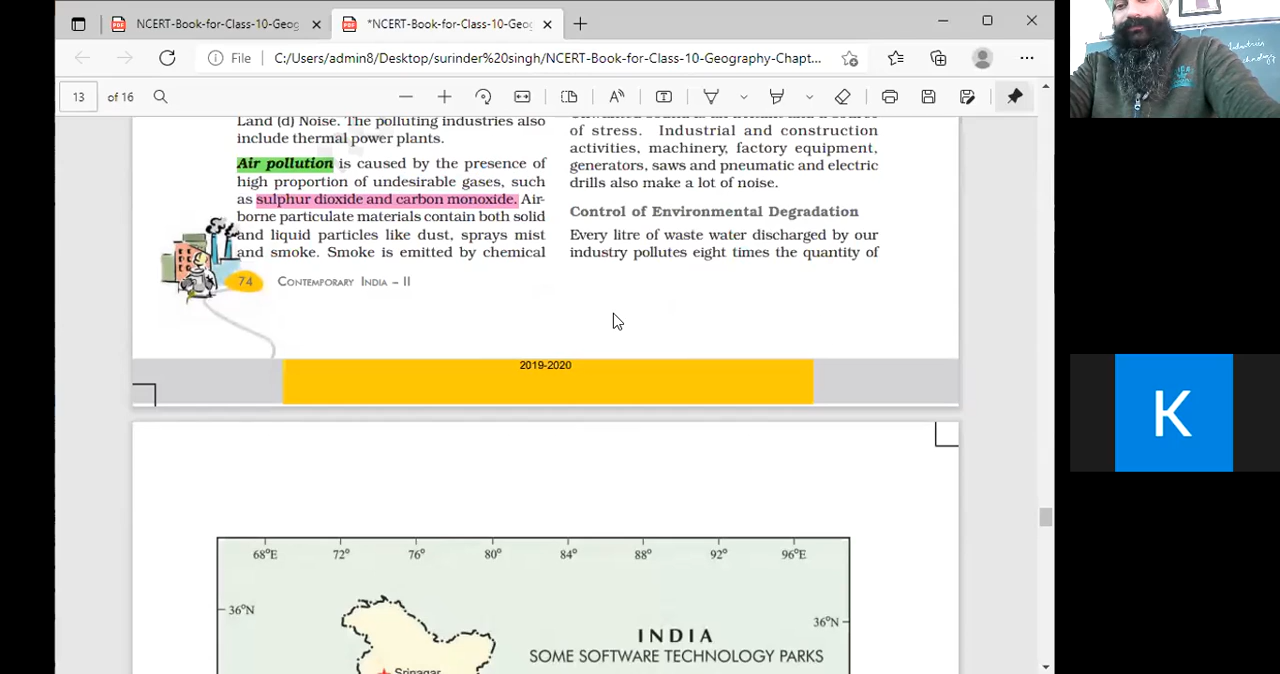 NCERT-Book-for-Class-10-Geog
*NCERT-Book-for-Class-10-Geog
File
C:/Users/admin8/Desktop/surinder%20singh/NCERT-Book-for-Class-10-Geography-Chapt...
13 of 16
Land (d) Noise. The polluting industries also
include thermal power plants.
Air pollution is caused by the presence of
high proportion of undesirable gases, such
as sulphur dioxide and carbon monoxide. Air-
borne particulate materials contain both solid
and liquid particles like dust, sprays mist
and smoke. Smoke is emitted by chemical
74 CONTEMPORARY INDIA – II
of stress. Industrial and construction
activities, machinery, factory equipment,
generators, saws and pneumatic and electric
drills also make a lot of noise.
Control of Environmental Degradation
Every litre of waste water discharged by our
industry pollutes eight times the quantity of
2019-2020
68°E 72° 76° 80° 84° 88° 92° 96°E
36°N
36°N
INDIA
SOME SOFTWARE TECHNOLOGY PARKS
Srinagar
K
Industries